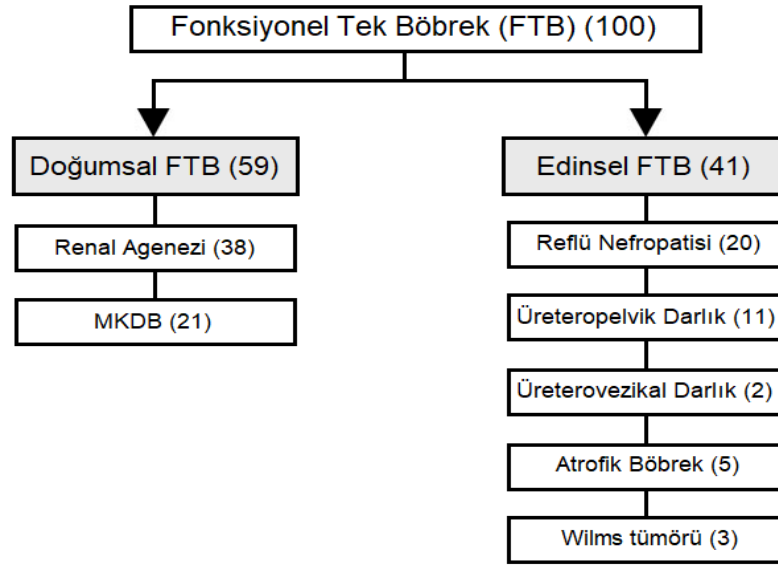 Fonksiyonel Tek Böbrek (FTB) (100)
Doğumsal FTB (59)
Renal Agenezi (38)
MKDB (21)
Edinsel FTB (41)
Reflü Nefropatisi (20)
Üreteropelvik Darlık (11)
Üreterovezikal Darlık (2)
Atrofik Böbrek (5)
Wilms tümörü (3)